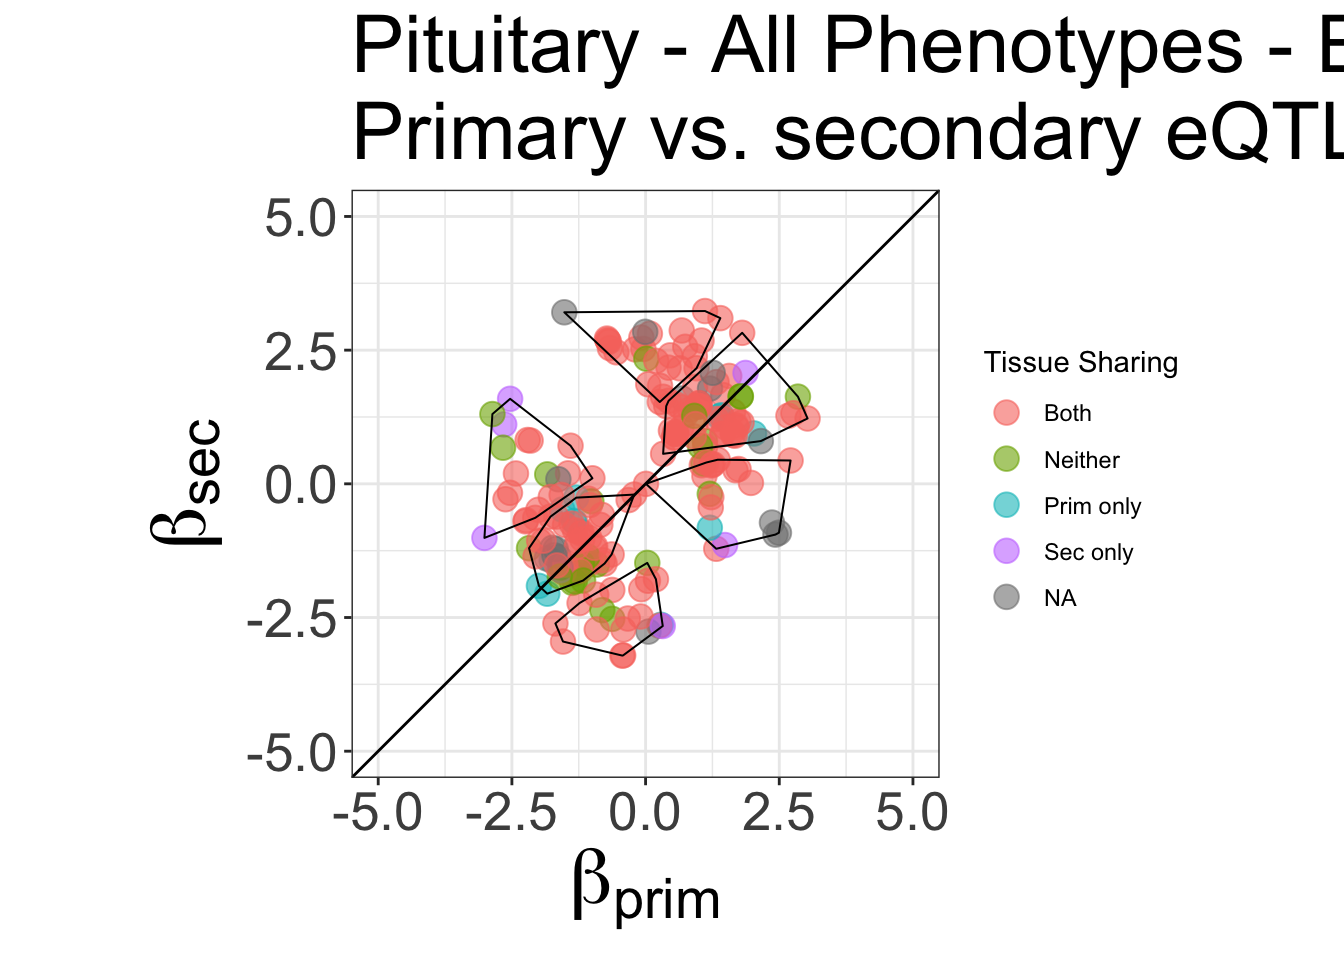 Pituitary - All Phenotypes -
Primary vs. secondary eQTL
5.0
2.5
0.0
-2.5
-5.0
βsec
-5.0 -2.5 0.0 2.5 5.0
βprim
Tissue Sharing
Both
Neither
Prim only
Sec only
NA